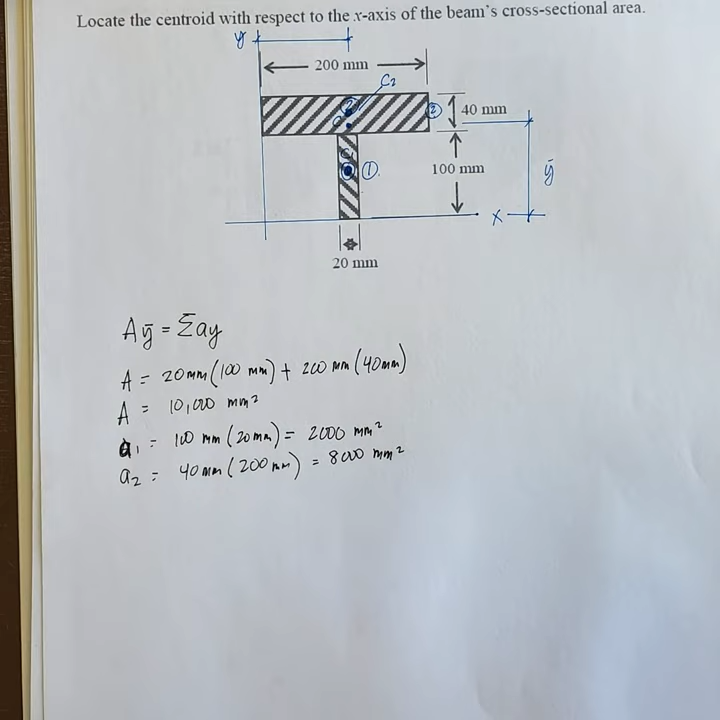 Locate the centroid with respect to the x-axis of the beam's cross-sectional area.
y
200 mm
C₂
② ② 40 mm
C₁ ① 100 mm ȳ
x
20 mm
Aȳ = Σay
A = 20mm (100 mm) + 200 mm (40mm)
A = 10,000 mm²
a₁ = 100 mm (20mm) = 2000 mm²
a₂ = 40mm (200mm) = 8000 mm²